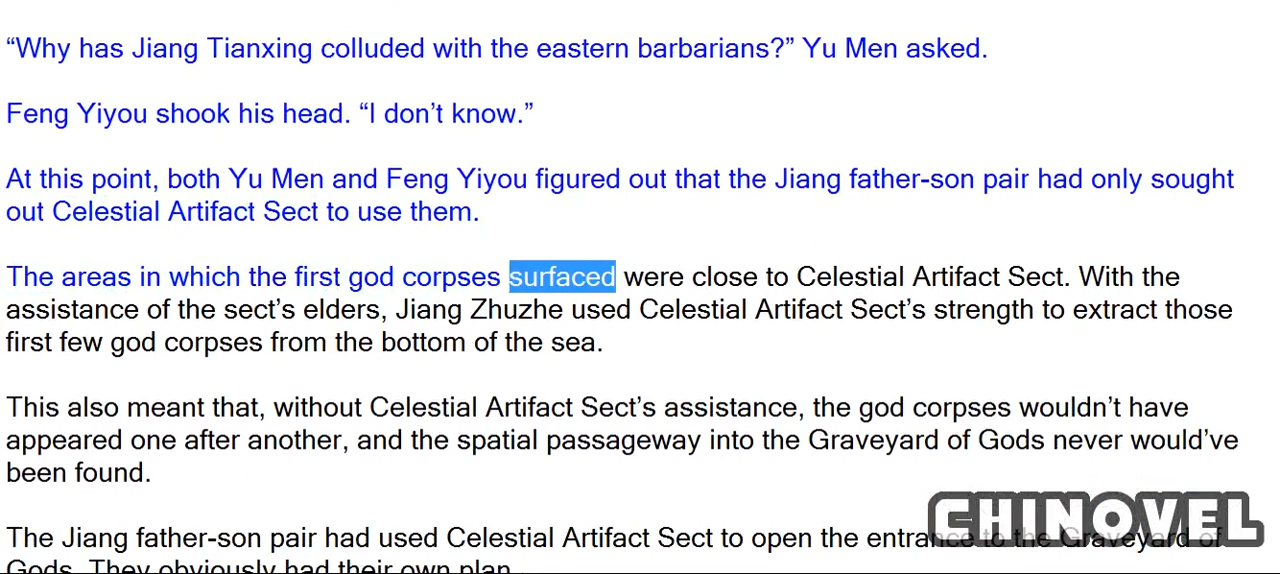 “Why has Jiang Tianxing colluded with the eastern barbarians?” Yu Men asked.
Feng Yiyou shook his head. “I don’t know.”
At this point, both Yu Men and Feng Yiyou figured out that the Jiang father-son pair had only sought
out Celestial Artifact Sect to use them.
The areas in which the first god corpses surfaced were close to Celestial Artifact Sect. With the
assistance of the sect’s elders, Jiang Zhuzhe used Celestial Artifact Sect’s strength to extract those
first few god corpses from the bottom of the sea.
This also meant that, without Celestial Artifact Sect’s assistance, the god corpses wouldn’t have
appeared one after another, and the spatial passageway into the Graveyard of Gods never would’ve
been found.
CHINOVEL
The Jiang father-son pair had used Celestial Artifact Sect to open the entrance to the Graveyard of
Gods. They obviously had their own plan.